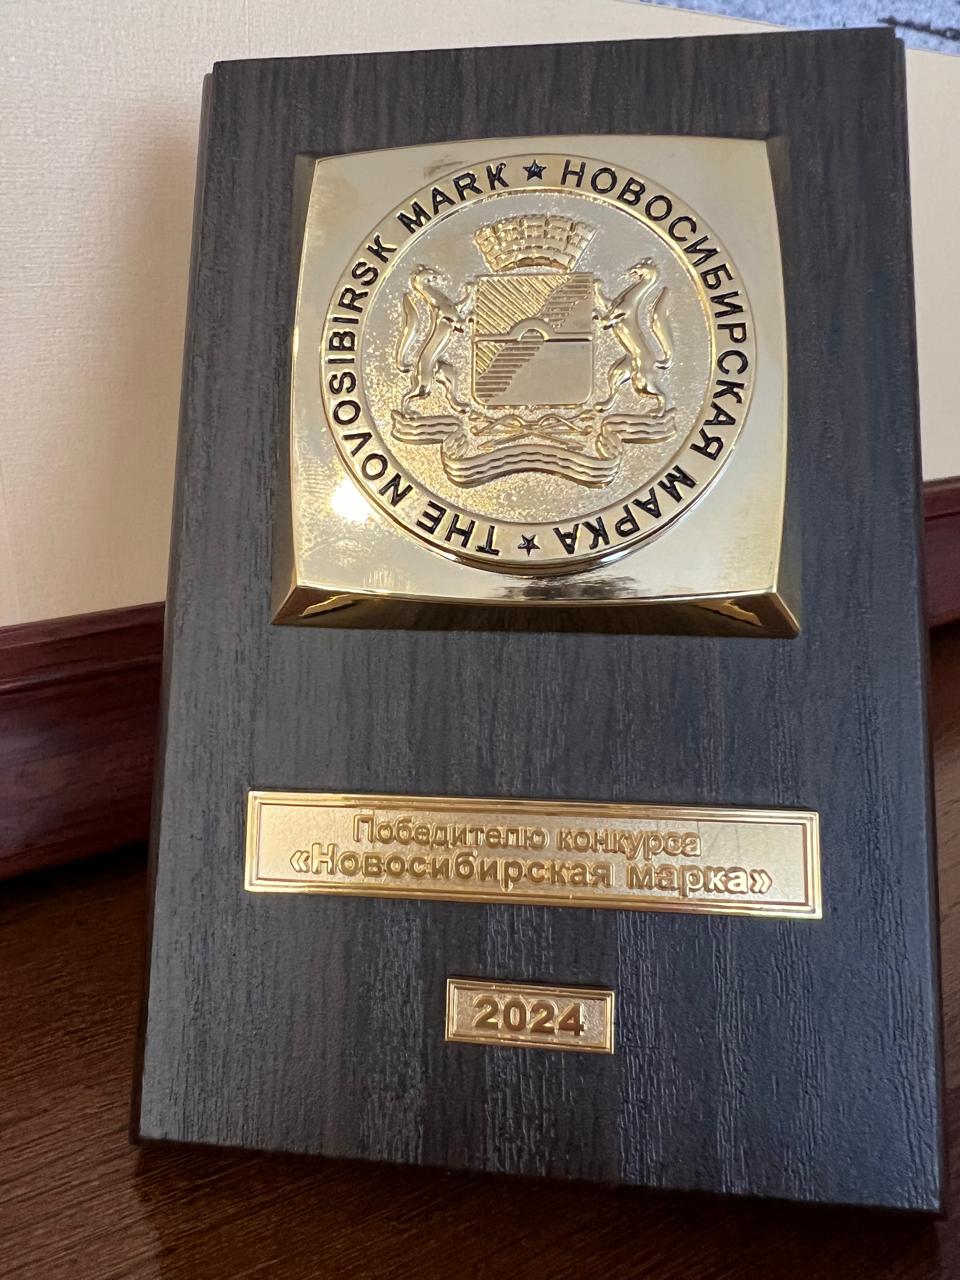 THE NOVOSIBIRSK MARK ★ НОВОСИБИРСКАЯ МАРКА ★
Победителю конкурса
«Новосибирская марка»
2024